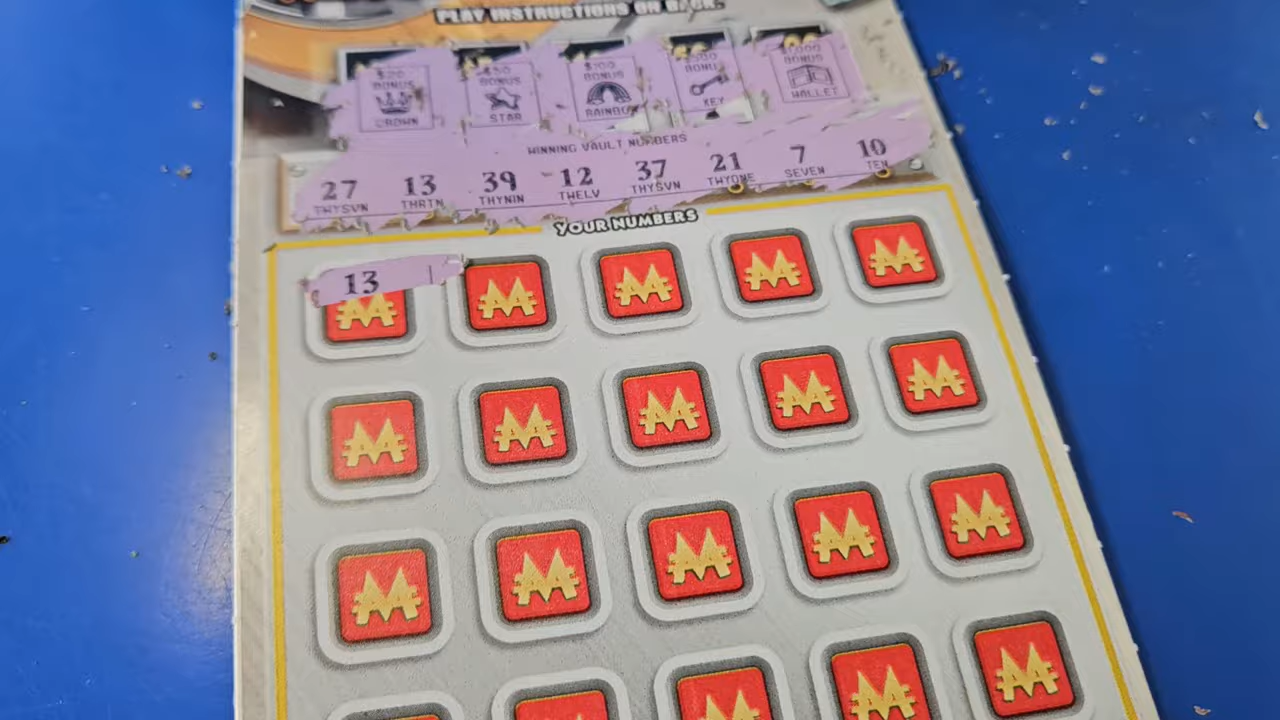 PLAY INSTRUCTIONS ON BACK.
$20 $50 $100 $500 $1000
BONUS BONUS BONUS BONUS BONUS
CROWN STAR RAINBOW KEY WALLET
WINNING VAULT NUMBERS
27 13 39 12 37 21 7 10
TWYSVN THRTN THYNIN TWELV THYSVN TWYONE SEVEN TEN
YOUR NUMBERS
13